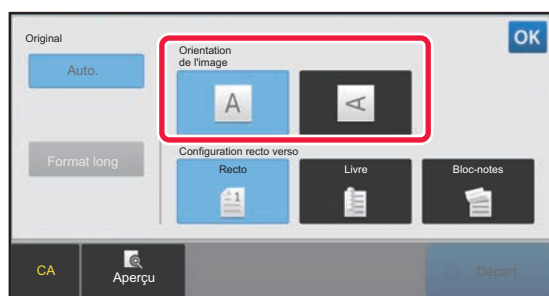 Original
OK
Orientation
de l'image
Auto.
A
A
Configuration recto verso
Format long
Recto
Livre
Bloc-notes
1
CA
Aperçu
Départ